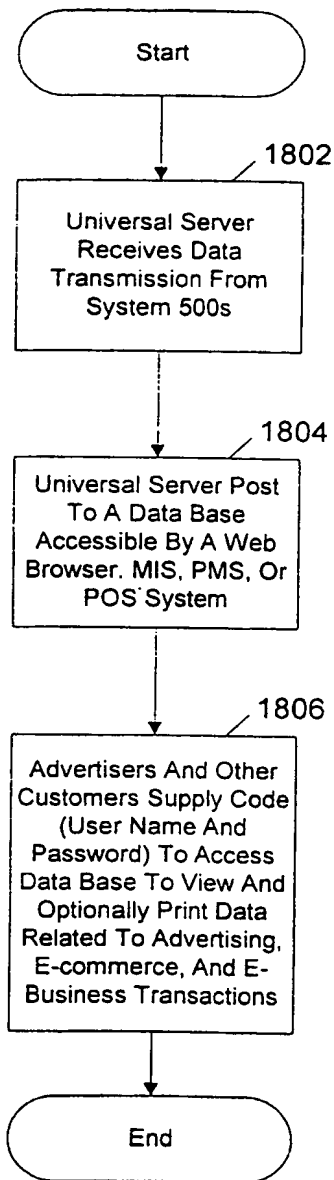 Start
1802
Universal Server
Receives Data
Transmission From
System 500s
1804
Universal Server Post
To A Data Base
Accessible By A Web
Browser. MIS, PMS, Or
POS System
1806
Advertisers And Other
Customers Supply Code
(User Name And
Password) To Access
Data Base To View And
Optionally Print Data
Related To Advertising,
E-commerce, And E-
Business Transactions
End